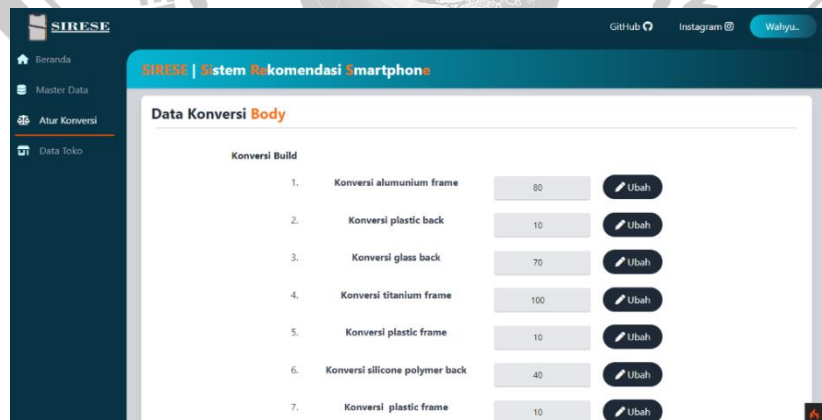 SIRESE
GitHub
Instagram
Wahyu..
Beranda
Master Data
Atur Konversi
Data Toko
SIRESE | Sistem Rekomendasi Smartphone
Data Konversi Body
Konversi Build
1. Konversi alumunium frame 80 Ubah
2. Konversi plastic back 10 Ubah
3. Konversi glass back 70 Ubah
4. Konversi titanium frame 100 Ubah
5. Konversi plastic frame 10 Ubah
6. Konversi silicone polymer back 40 Ubah
7. Konversi plastic frame 10 Ubah